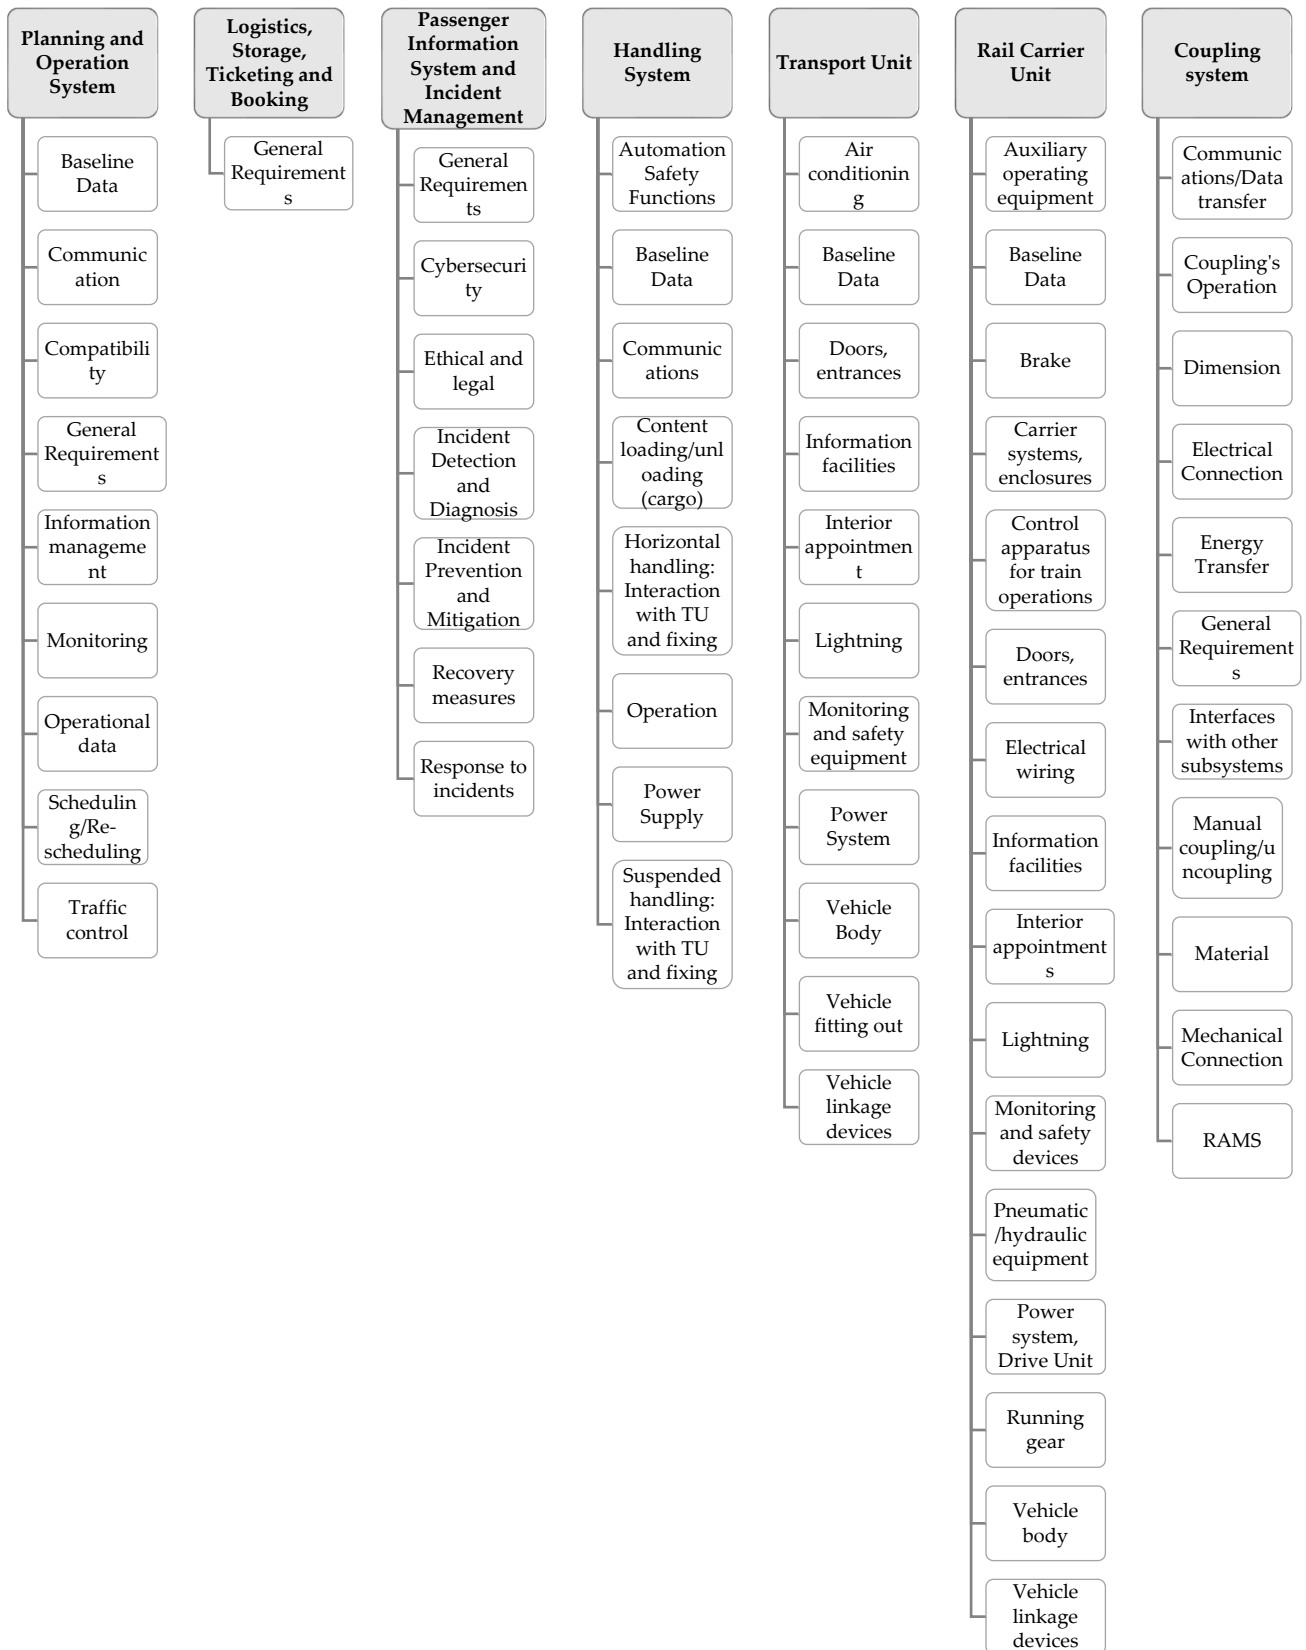 Planning and
Operation
System
Baseline
Data
Communic
ation
Compatibili
ty
General
Requirement
s
Information
manageme
nt
Monitoring
Operational
data
Schedulin
g/Re-
scheduling
Traffic
control
Logistics,
Storage,
Ticketing and
Booking
General
Requirement
s
Passenger
Information
System and
Incident
Management
General
Requiremen
ts
Cybersecuri
ty
Ethical and
legal
Incident
Detection
and
Diagnosis
Incident
Prevention
and
Mitigation
Recovery
measures
Response to
incidents
Handling
System
Automation
Safety
Functions
Baseline
Data
Communic
ations
Content
loading/unl
oading
(cargo)
Horizontal
handling:
Interaction
with TU
and fixing
Operation
Power
Supply
Suspended
handling:
Interaction
with TU
and fixing
Transport Unit
Air
conditionin
g
Baseline
Data
Doors,
entrances
Information
facilities
Interior
appointmen
t
Lightning
Monitoring
and safety
equipment
Power
System
Vehicle
Body
Vehicle
fitting out
Vehicle
linkage
devices
Rail Carrier
Unit
Auxiliary
operating
equipment
Baseline
Data
Brake
Carrier
systems,
enclosures
Control
apparatus
for train
operations
Doors,
entrances
Electrical
wiring
Information
facilities
Interior
appointment
s
Lightning
Monitoring
and safety
devices
Pneumatic
/hydraulic
equipment
Power
system,
Drive Unit
Running
gear
Vehicle
body
Vehicle
linkage
devices
Coupling
system
Communic
ations/Data
transfer
Coupling's
Operation
Dimension
Electrical
Connection
Energy
Transfer
General
Requirement
s
Interfaces
with other
subsystems
Manual
coupling/u
ncoupling
Material
Mechanical
Connection
RAMS